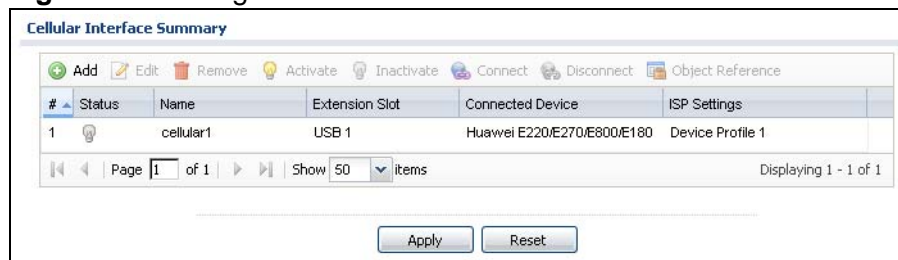 Cellular Interface Summary
Add Edit Remove Activate Inactivate Connect Disconnect Object Reference
# Status Name Extension Slot Connected Device ISP Settings
1 cellular1 USB 1 Huawei E220/E270/E800/E180 Device Profile 1
Page 1 of 1 Show 50 items Displaying 1 - 1 of 1
Apply Reset